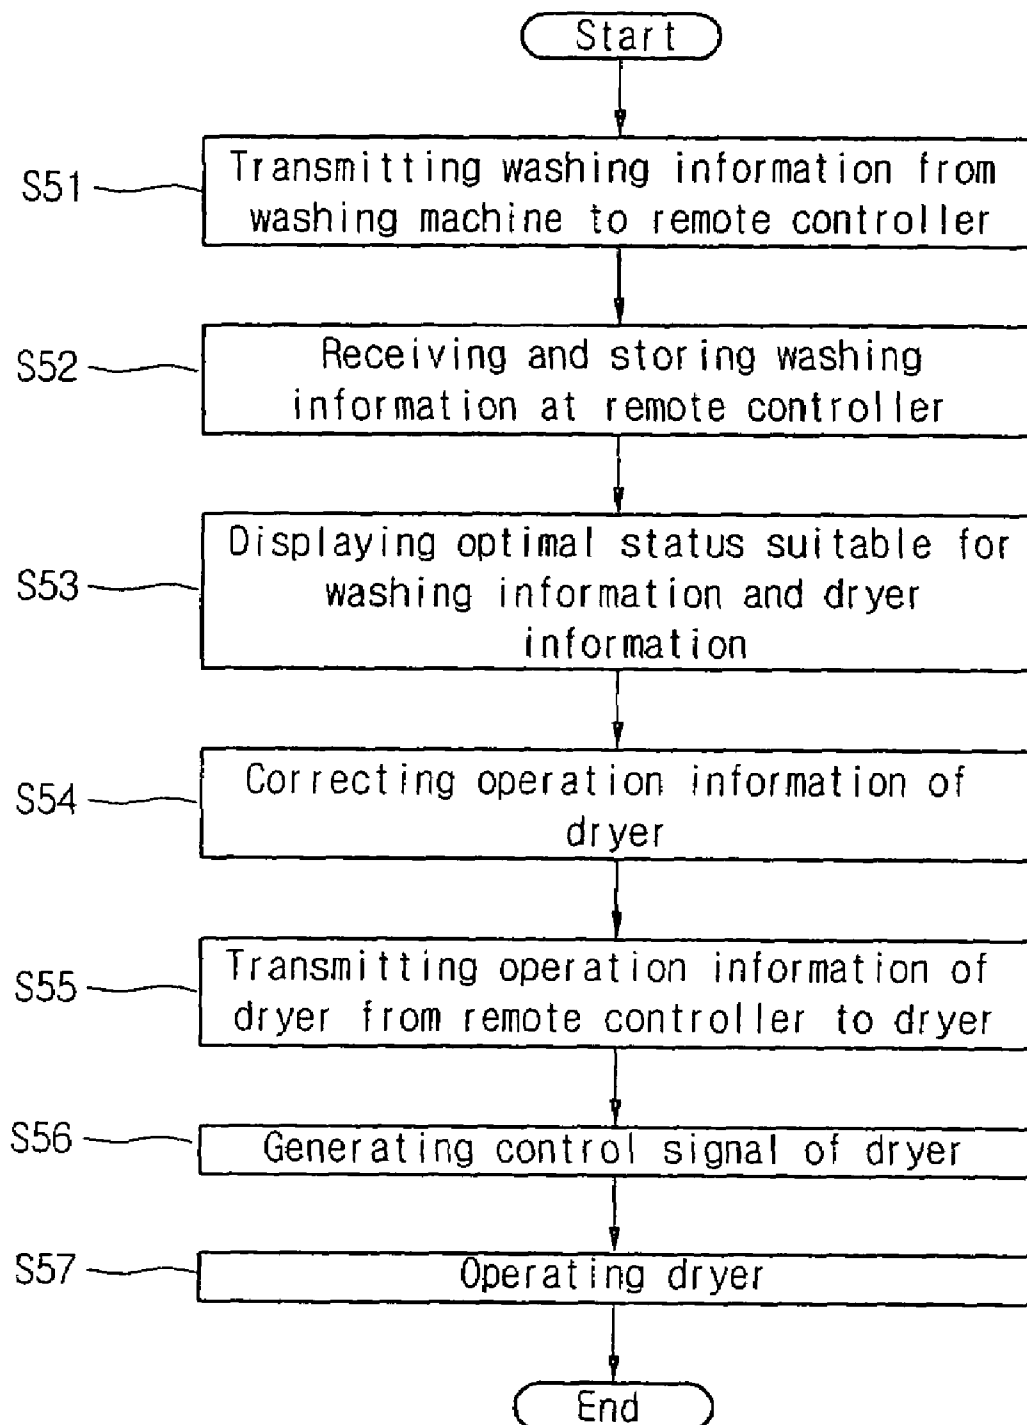 Start
S51
Transmitting washing information from
washing machine to remote controller
S52
Receiving and storing washing
information at remote controller
S53
Displaying optimal status suitable for
washing information and dryer
information
S54
Correcting operation information of
dryer
S55
Transmitting operation information of
dryer from remote controller to dryer
S56
Generating control signal of dryer
S57
Operating dryer
End